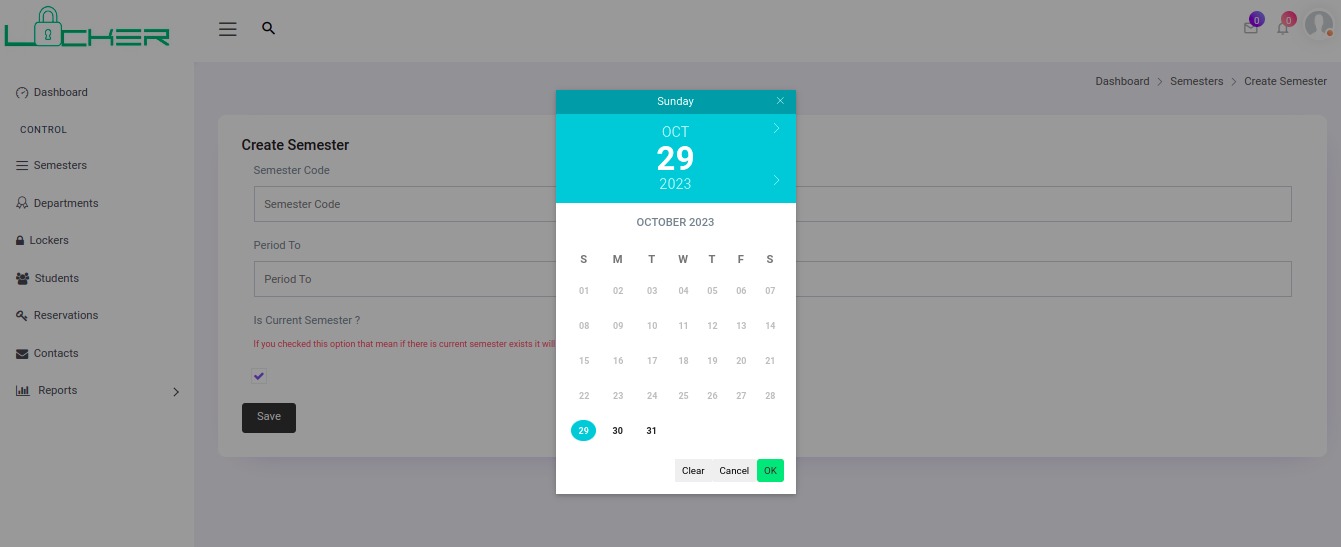 LOCKER
0
0
Dashboard
Semesters
Create Semester
Dashboard
CONTROL
Semesters
Departments
Lockers
Students
Reservations
Contacts
Reports
Create Semester
Semester Code
Semester Code
Period To
Period To
Is Current Semester ?
If you checked this option that mean if there is current semester exists it will
Save
Sunday
OCT
29
2023
OCTOBER 2023
S M T W T F S
01 02 03 04 05 06 07
08 09 10 11 12 13 14
15 16 17 18 19 20 21
22 23 24 25 26 27 28
29 30 31
Clear Cancel OK